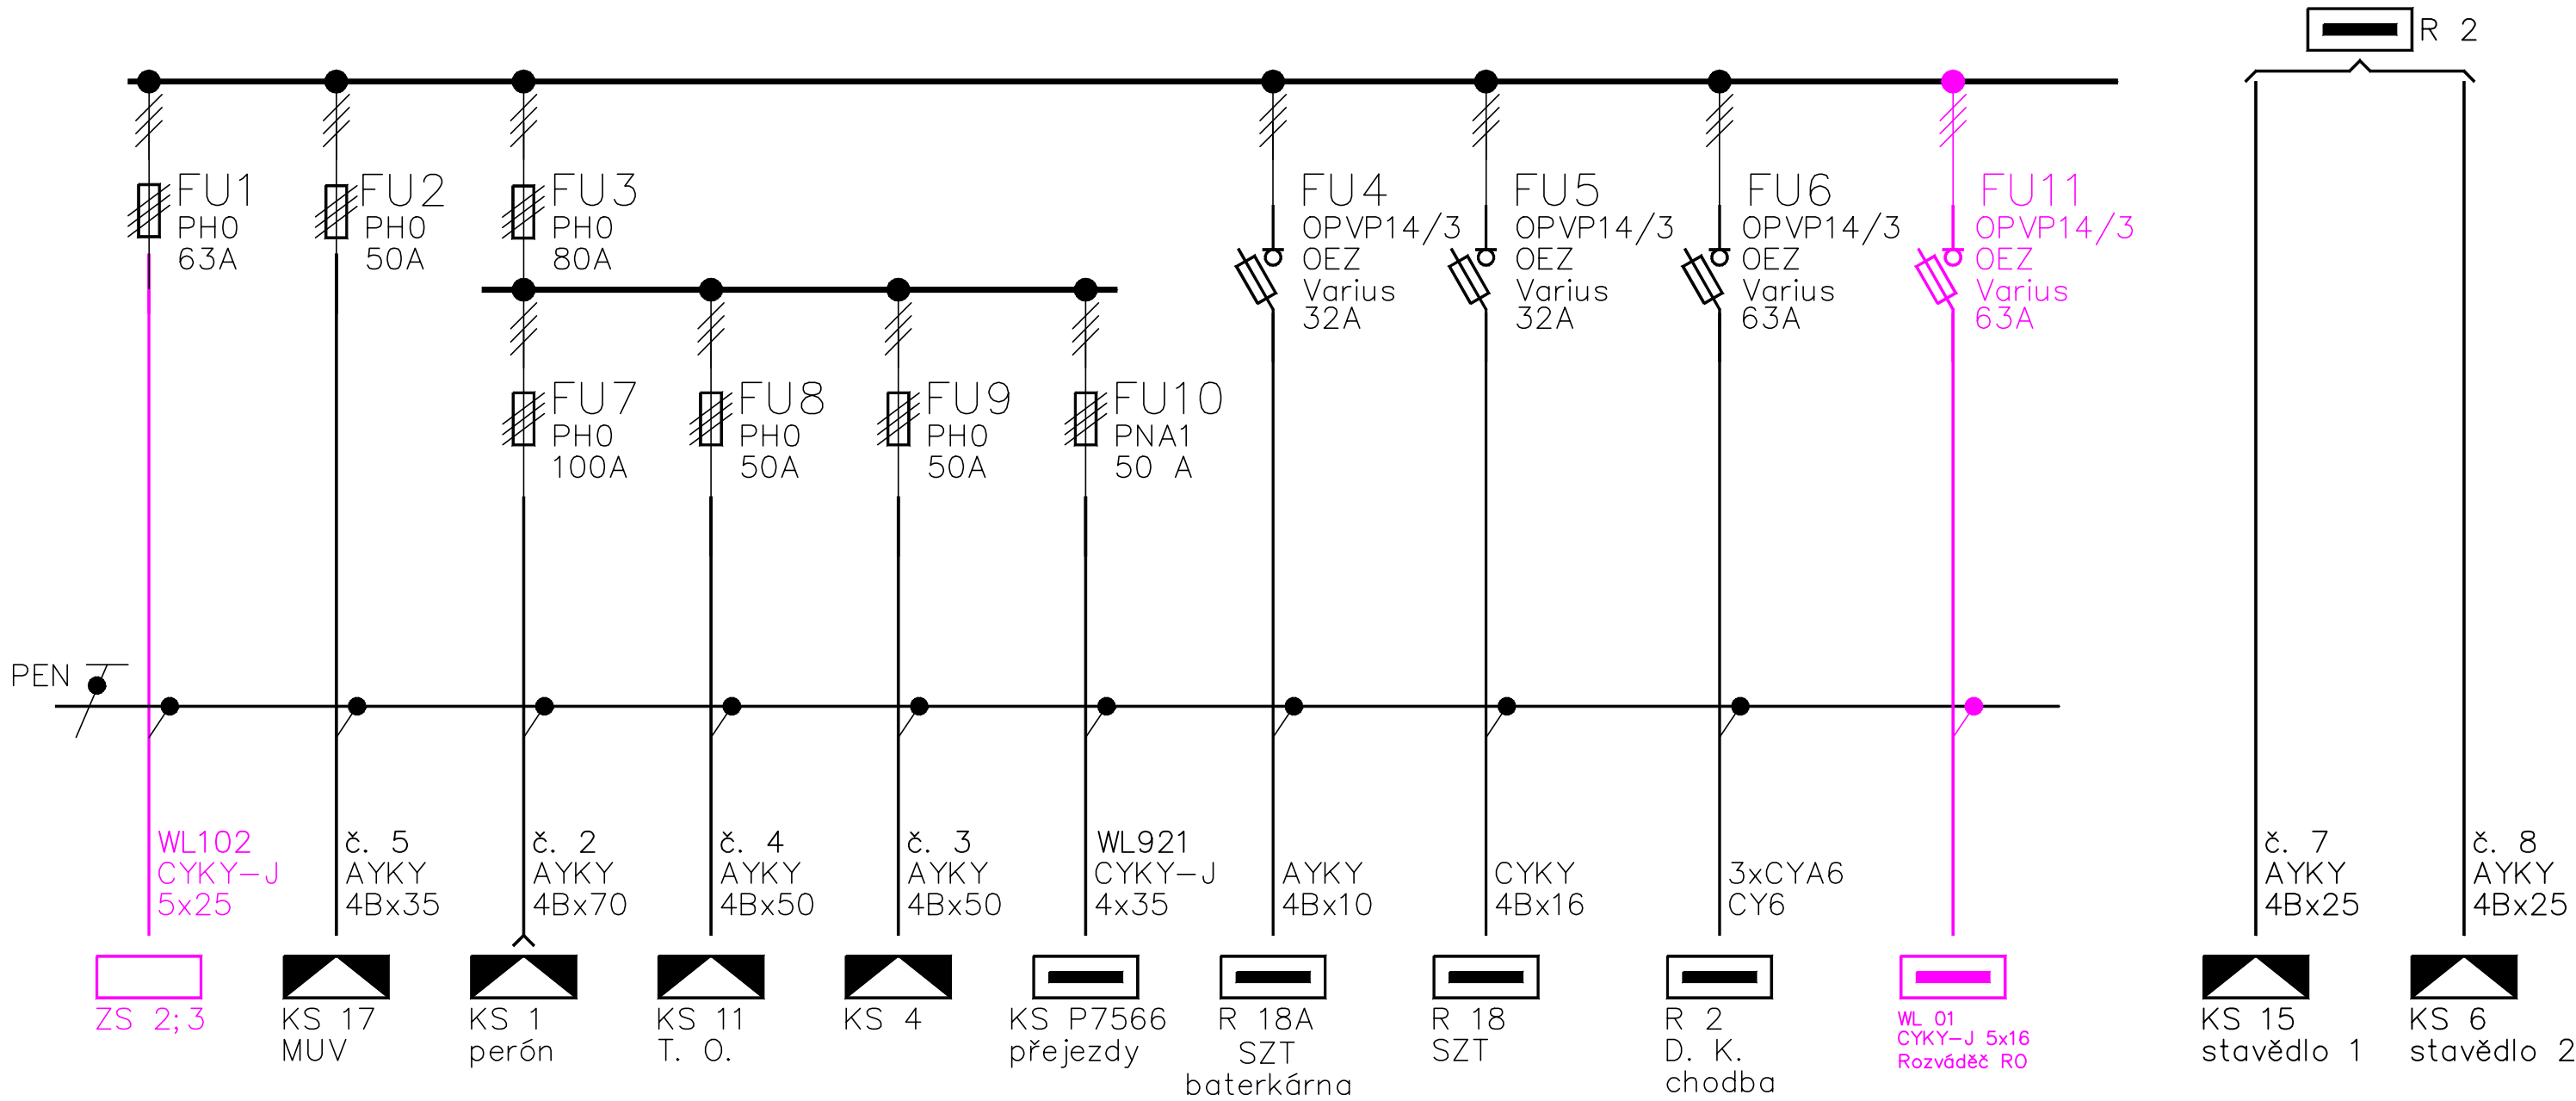 R 2
FU1
PH0
63A
FU2
PH0
50A
FU3
PH0
80A
FU4
OPVP14/3
OEZ
Varius
32A
FU5
OPVP14/3
OEZ
Varius
32A
FU6
OPVP14/3
OEZ
Varius
63A
FU11
OPVP14/3
OEZ
Varius
63A
FU7
PH0
100A
FU8
PH0
50A
FU9
PH0
50A
FU10
PNA1
50 A
PEN
WL102
CYKY-J
5x25
č. 5
AYKY
4Bx35
č. 2
AYKY
4Bx70
č. 4
AYKY
4Bx50
č. 3
AYKY
4Bx50
WL921
CYKY-J
4x35
AYKY
4Bx10
CYKY
4Bx16
3xCYA6
CY6
č. 7
AYKY
4Bx25
č. 8
AYKY
4Bx25
ZS 2;3
KS 17
MUV
KS 1
perón
KS 11
T. O.
KS 4
KS P7566
přejezdy
R 18A
SZT
baterkárna
R 18
SZT
R 2
D. K.
chodba
WL 01
CYKY-J 5x16
Rozváděč RO
KS 15
stavědlo 1
KS 6
stavědlo 2